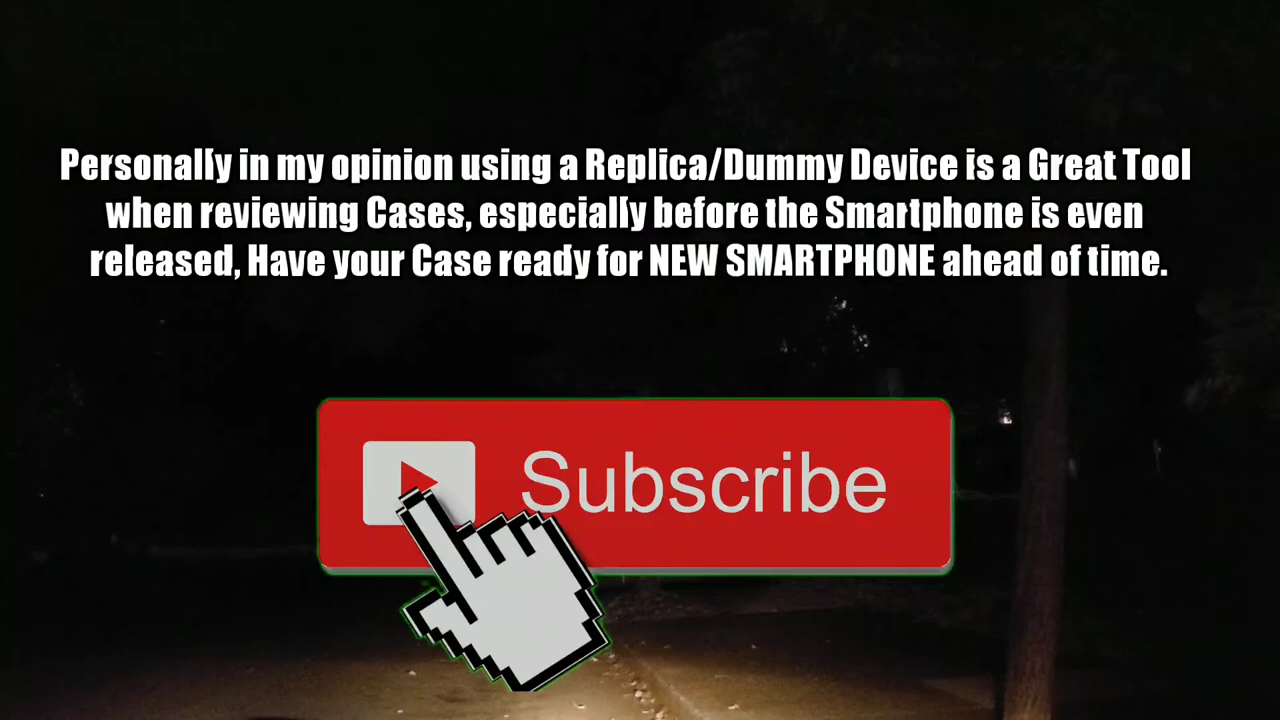 Personally in my opinion using a Replica/Dummy Device is a Great Tool
when reviewing Cases, especially before the Smartphone is even
released, Have your Case ready for NEW SMARTPHONE ahead of time.
Subscribe